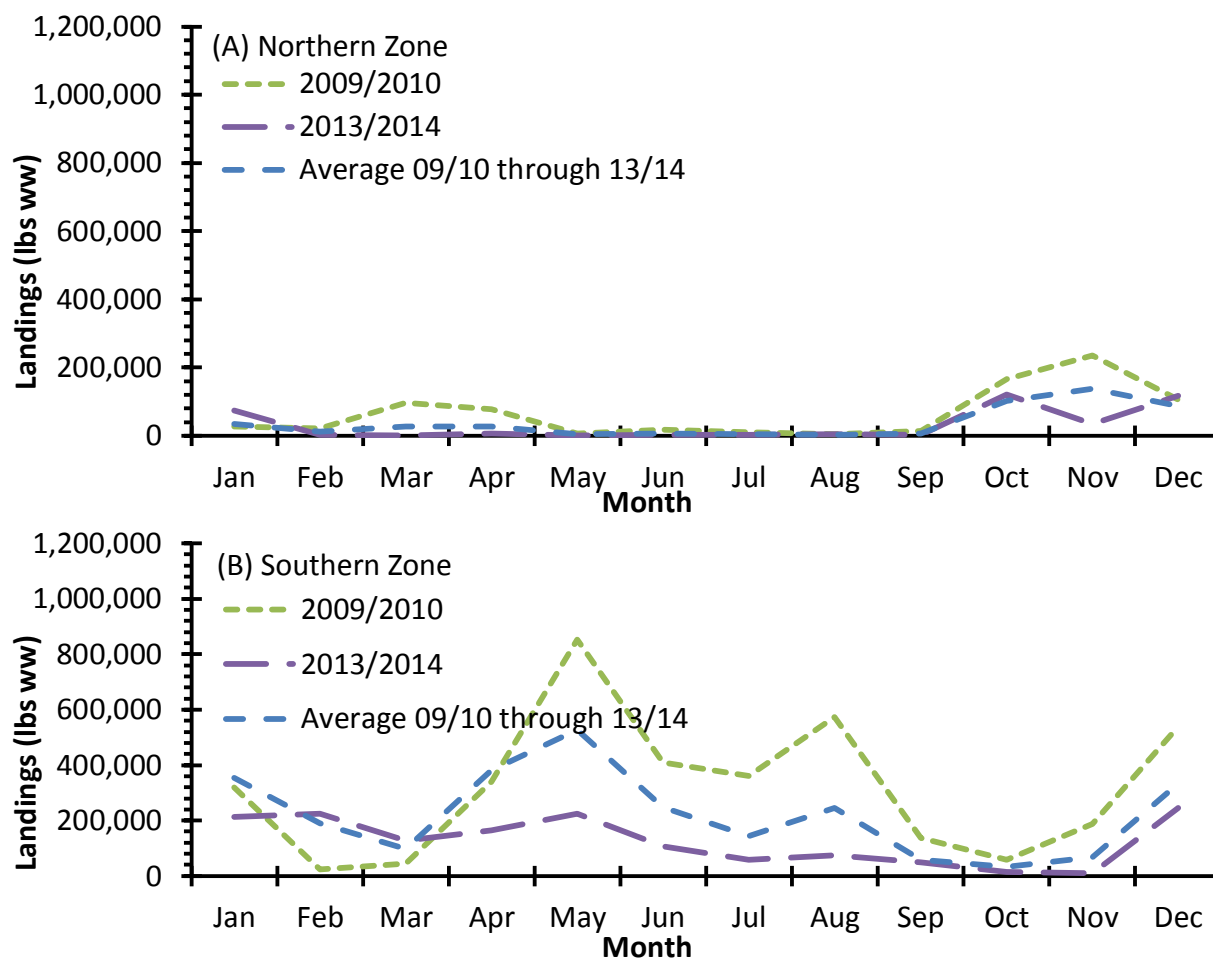 1,200,000
(A) Northern Zone
2009/2010
1,000,000
2013/2014
800,000
Average 09/10 through 13/14
600,000
400,000
200,000
0
Landings (lbs ww)
Jan Feb Mar Apr May Jun Jul Aug Sep Oct Nov Dec
Month
1,200,000
(B) Southern Zone
1,000,000
2009/2010
800,000
2013/2014
600,000
Average 09/10 through 13/14
400,000
200,000
0
Landings (lbs ww)
Jan Feb Mar Apr May Jun Jul Aug Sep Oct Nov Dec
Month